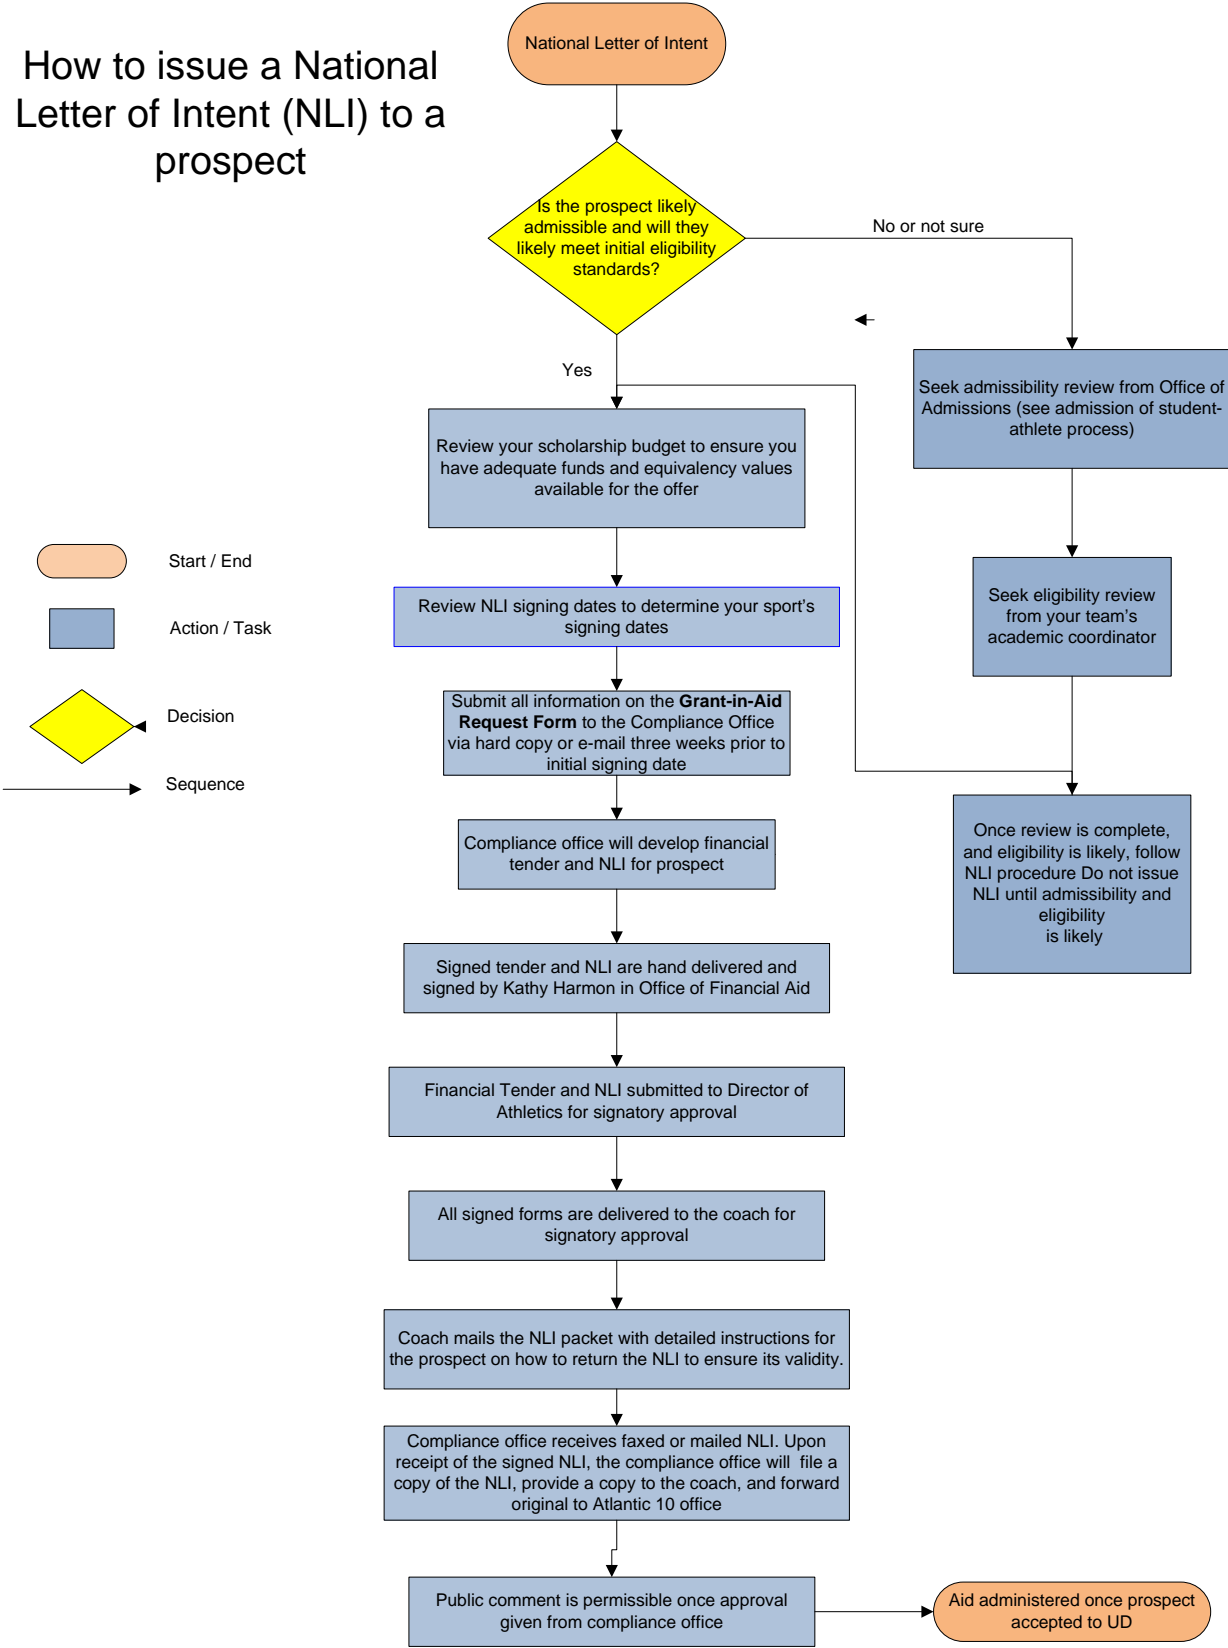 How to issue a National
Letter of Intent (NLI) to a
prospect
National Letter of Intent
Is the prospect likely
admissible and will they
likely meet initial eligibility
standards?
No or not sure
Yes
Seek admissibility review from Office of
Admissions (see admission of student-
athlete process)
Review your scholarship budget to ensure you
have adequate funds and equivalency values
available for the offer
Start / End
Action / Task
Decision
Sequence
Seek eligibility review
from your team’s
academic coordinator
Review NLI signing dates to determine your sport’s
signing dates
Submit all information on the Grant-in-Aid
Request Form to the Compliance Office
via hard copy or e-mail three weeks prior to
initial signing date
Once review is complete,
and eligibility is likely, follow
NLI procedure Do not issue
NLI until admissibility and
eligibility
is likely
Compliance office will develop financial
tender and NLI for prospect
Signed tender and NLI are hand delivered and
signed by Kathy Harmon in Office of Financial Aid
Financial Tender and NLI submitted to Director of
Athletics for signatory approval
All signed forms are delivered to the coach for
signatory approval
Coach mails the NLI packet with detailed instructions for
the prospect on how to return the NLI to ensure its validity.
Compliance office receives faxed or mailed NLI. Upon
receipt of the signed NLI, the compliance office will  file a
copy of the NLI, provide a copy to the coach, and forward
original to Atlantic 10 office
Public comment is permissible once approval
given from compliance office
Aid administered once prospect
accepted to UD